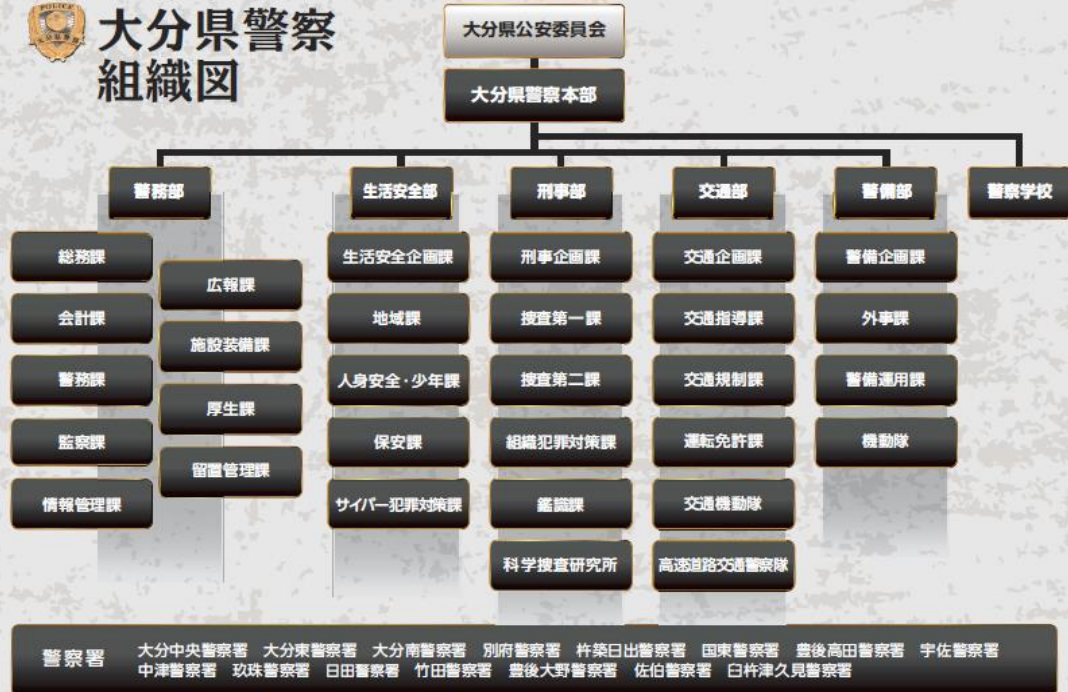 POLICE
大分県警察
大分県警察
組織図
大分県公安委員会
大分県警察本部
警務部
生活安全部
刑事部
交通部
警備部
警察学校
総務課
会計課
警務課
監察課
情報管理課
広報課
施設装備課
厚生課
留置管理課
生活安全企画課
地域課
人身安全・少年課
保安課
サイバー犯罪対策課
刑事企画課
捜査第一課
捜査第二課
組織犯罪対策課
鑑識課
科学捜査研究所
交通企画課
交通指導課
交通規制課
運転免許課
交通機動隊
高速道路交通警察隊
警備企画課
外事課
警備運用課
機動隊
警察署
大分中央警察署 大分東警察署 大分南警察署 別府警察署 杵築日出警察署 国東警察署 豊後高田警察署 宇佐警察署
中津警察署 玖珠警察署 日田警察署 竹田警察署 豊後大野警察署 佐伯警察署 臼杵津久見警察署